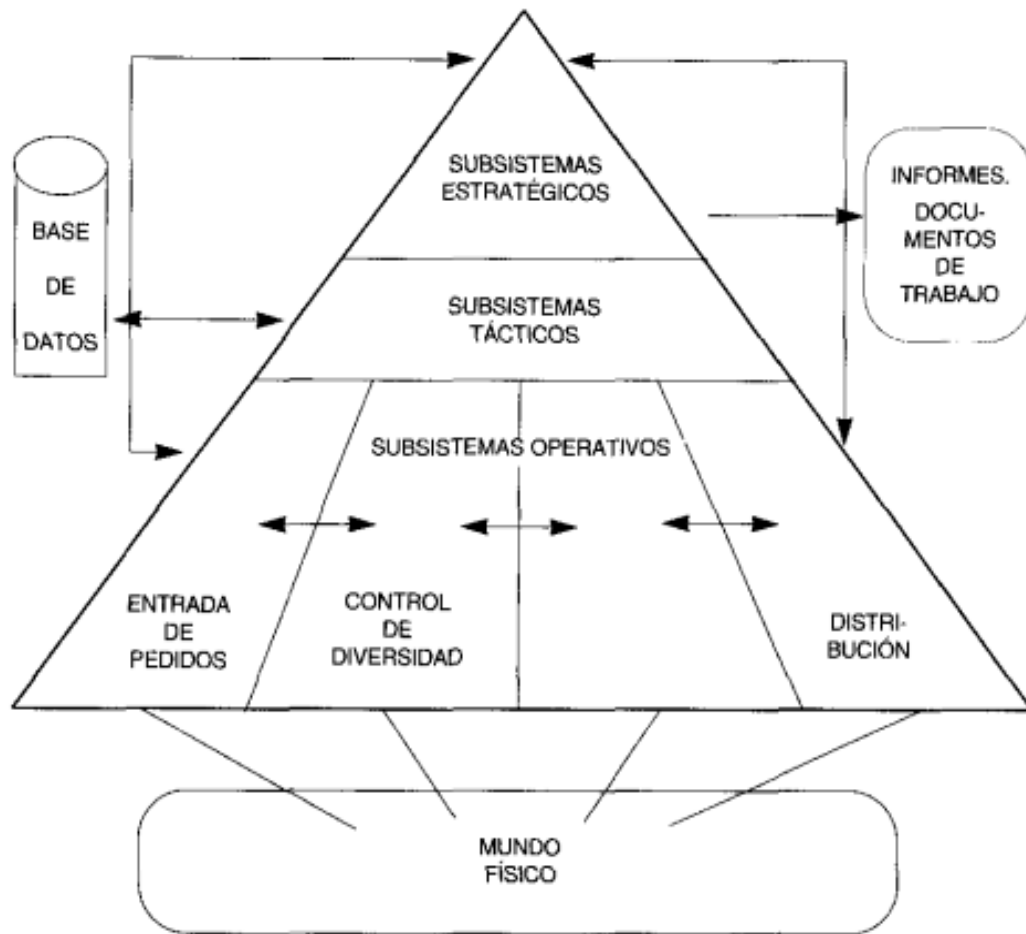 SUBSISTEMAS
ESTRATÉGICOS
INFORMES.
DOCU-
MENTOS
DE
TRABAJO
BASE
DE
DATOS
SUBSISTEMAS
TÁCTICOS
SUBSISTEMAS OPERATIVOS
ENTRADA
DE
PEDIDOS
CONTROL
DE
DIVERSIDAD
DISTRI-
BUCIÓN
MUNDO
FÍSICO